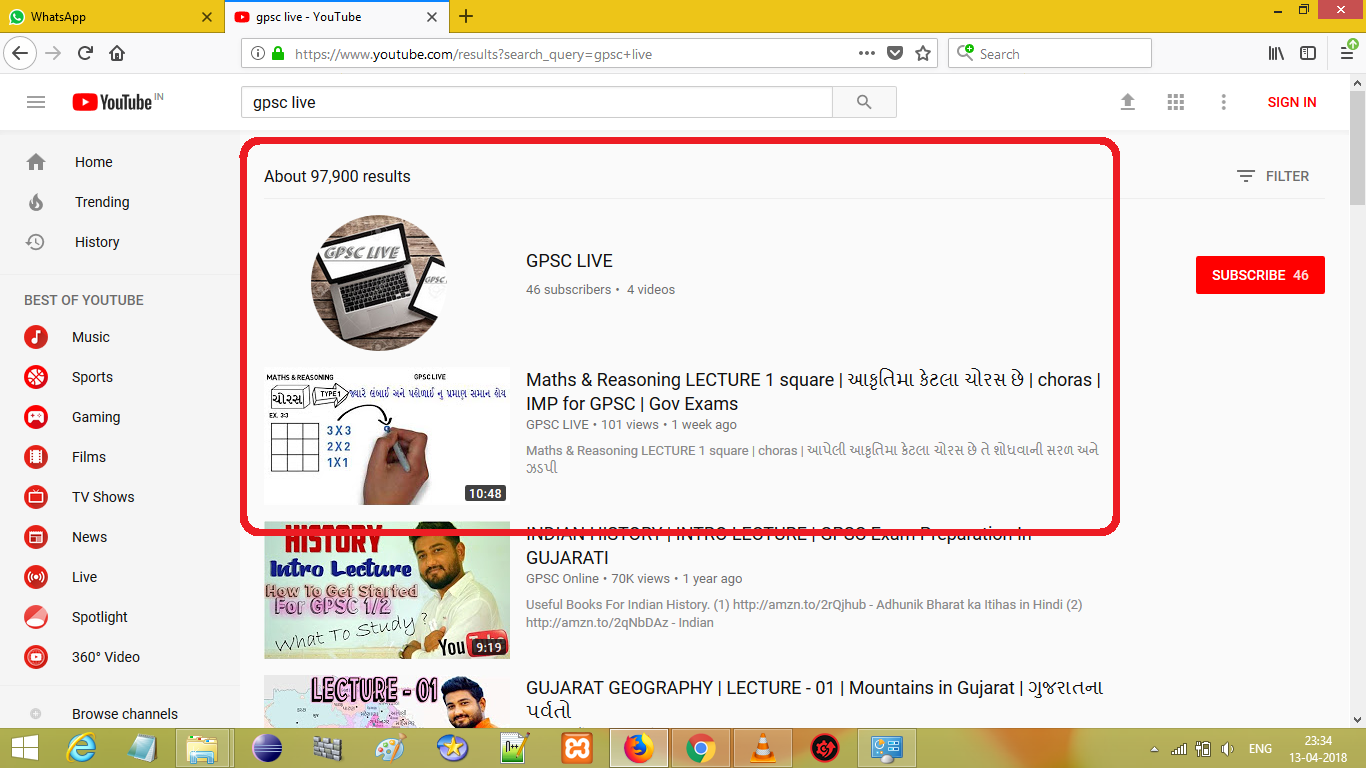 WhatsApp
gpsc live - YouTube
https://www.youtube.com/results?search_query=gpsc+live
Search
YouTube IN
gpsc live
SIGN IN
Home
Trending
History
BEST OF YOUTUBE
Music
Sports
Gaming
Films
TV Shows
News
Live
Spotlight
360° Video
Browse channels
About 97,900 results
FILTER
GPSC LIVE
GPSC
GPSC LIVE
46 subscribers • 4 videos
SUBSCRIBE 46
MATHS & REASONING
GPSC LIVE
ચોરસ
TYPE 1
જ્યારે લંબાઈ અને પહોળાઈ નુ પ્રમાણ સમાન હોય
EX. 3x3
3 X 3
2 X 2
1X1
10:48
Maths & Reasoning LECTURE 1 square | આકૃતિમા કેટલા ચોરસ છે | choras |
IMP for GPSC | Gov Exams
GPSC LIVE • 101 views • 1 week ago
Maths & Reasoning LECTURE 1 square | choras | આપેલી આકૃતિમા કેટલા ચોરસ છે તે શોધવાની સરળ અને
ઝડપી
HISTORY
Intro Lecture
How To Get Started
For GPSC 1/2
What To Study ?
YouTube
9:19
INDIAN HISTORY | INTRO LECTURE | GPSC Exam Preparation In
GUJARATI
GPSC Online • 70K views • 1 year ago
Useful Books For Indian History. (1) http://amzn.to/2rQjhub - Adhunik Bharat ka Itihas in Hindi (2)
http://amzn.to/2qNbDAz - Indian
LECTURE - 01
GUJARAT GEOGRAPHY | LECTURE - 01 | Mountains in Gujarat | ગુજરાતના
પર્વતો
ENG
23:34
13-04-2018